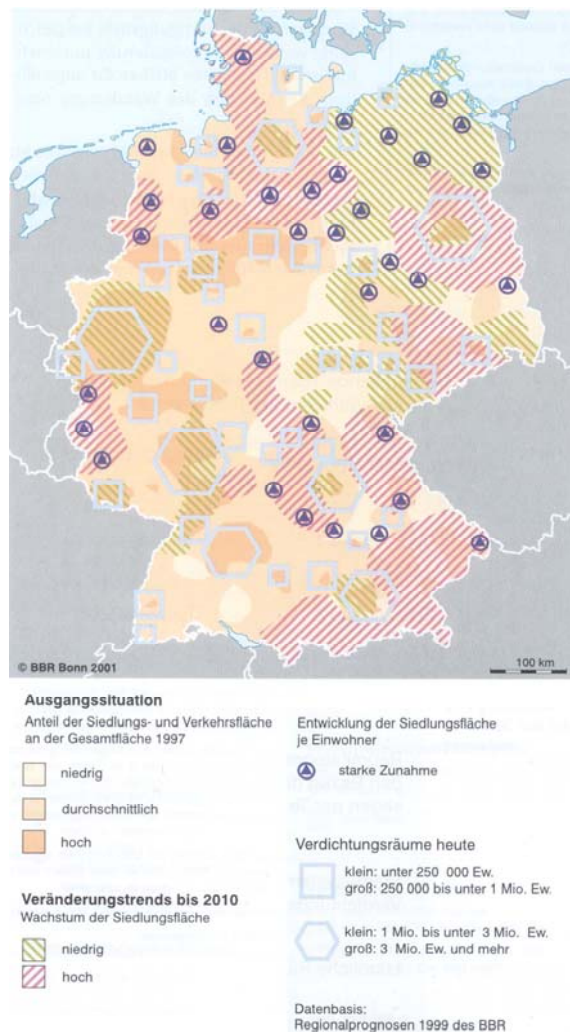 © BBR Bonn 2001
100 km
Ausgangssituation
Anteil der Siedlungs- und Verkehrsfläche
an der Gesamtfläche 1997
niedrig
durchschnittlich
hoch
Veränderungstrends bis 2010
Wachstum der Siedlungsfläche
niedrig
hoch
Entwicklung der Siedlungsfläche
je Einwohner
starke Zunahme
Verdichtungsräume heute
klein: unter 250 000 Ew.
groß: 250 000 bis unter 1 Mio. Ew.
klein: 1 Mio. bis unter 3 Mio. Ew.
groß: 3 Mio. Ew. und mehr
Datenbasis:
Regionalprognosen 1999 des BBR